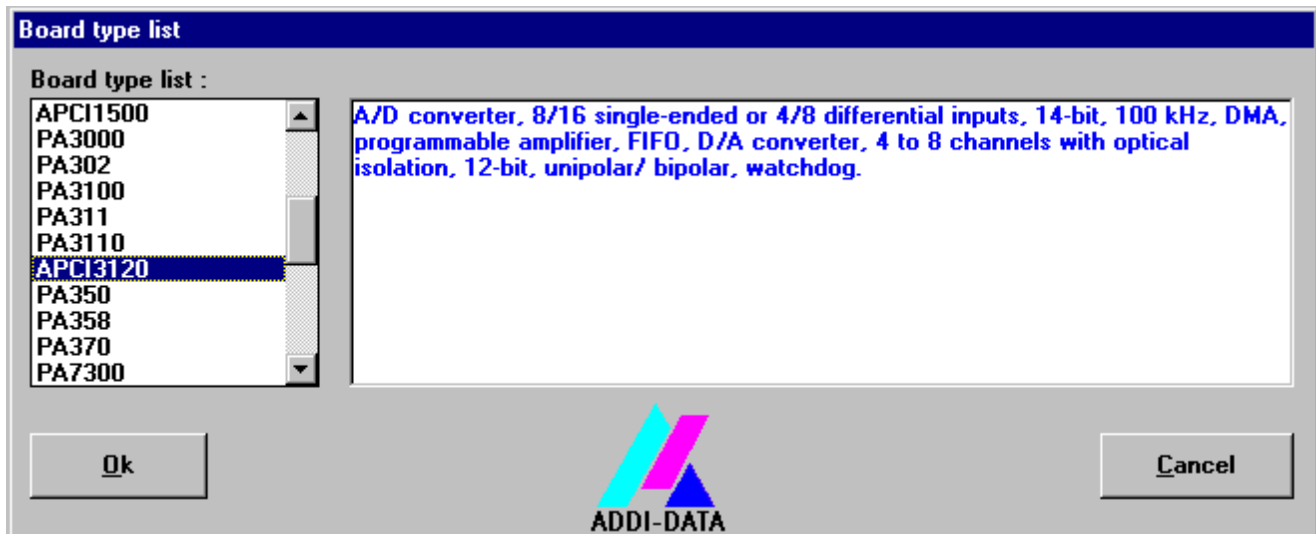 Board type list
Board type list :
APCI1500
PA3000
PA302
PA3100
PA311
PA3110
APCI3120
PA350
PA358
PA370
PA7300
A/D converter, 8/16 single-ended or 4/8 differential inputs, 14-bit, 100 kHz, DMA,
programmable amplifier, FIFO, D/A converter, 4 to 8 channels with optical
isolation, 12-bit, unipolar/ bipolar, watchdog.
Ok
ADDI-DATA
Cancel